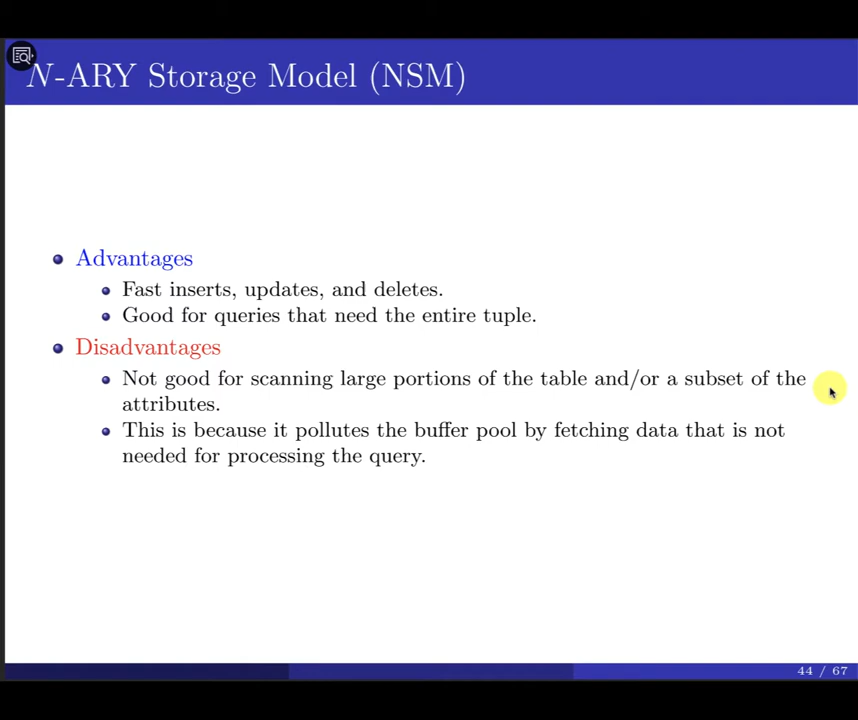 N-ARY Storage Model (NSM)
Advantages
Fast inserts, updates, and deletes.
Good for queries that need the entire tuple.
Disadvantages
Not good for scanning large portions of the table and/or a subset of the
attributes.
This is because it pollutes the buffer pool by fetching data that is not
needed for processing the query.
44 / 67